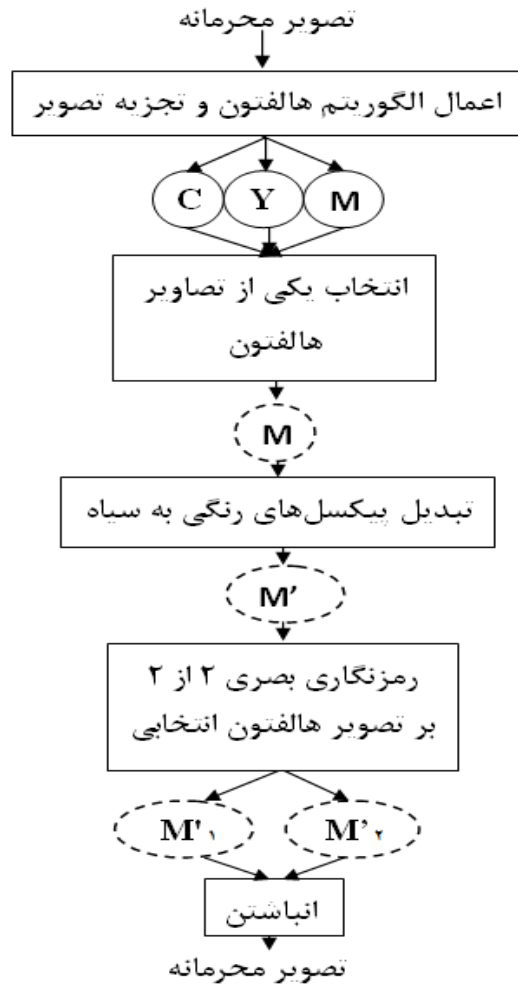 تصویر محرمانه
اعمال الگوریتم هالفتون و تجزیه تصویر
C Y M
انتخاب یکی از تصاویر
هالفتون
M
تبدیل پیکسل‌های رنگی به سیاه
M’
رمزنگاری بصری ۲ از ۲
بر تصویر هالفتون انتخابی
M'۱ M’۲
انباشتن
تصویر محرمانه